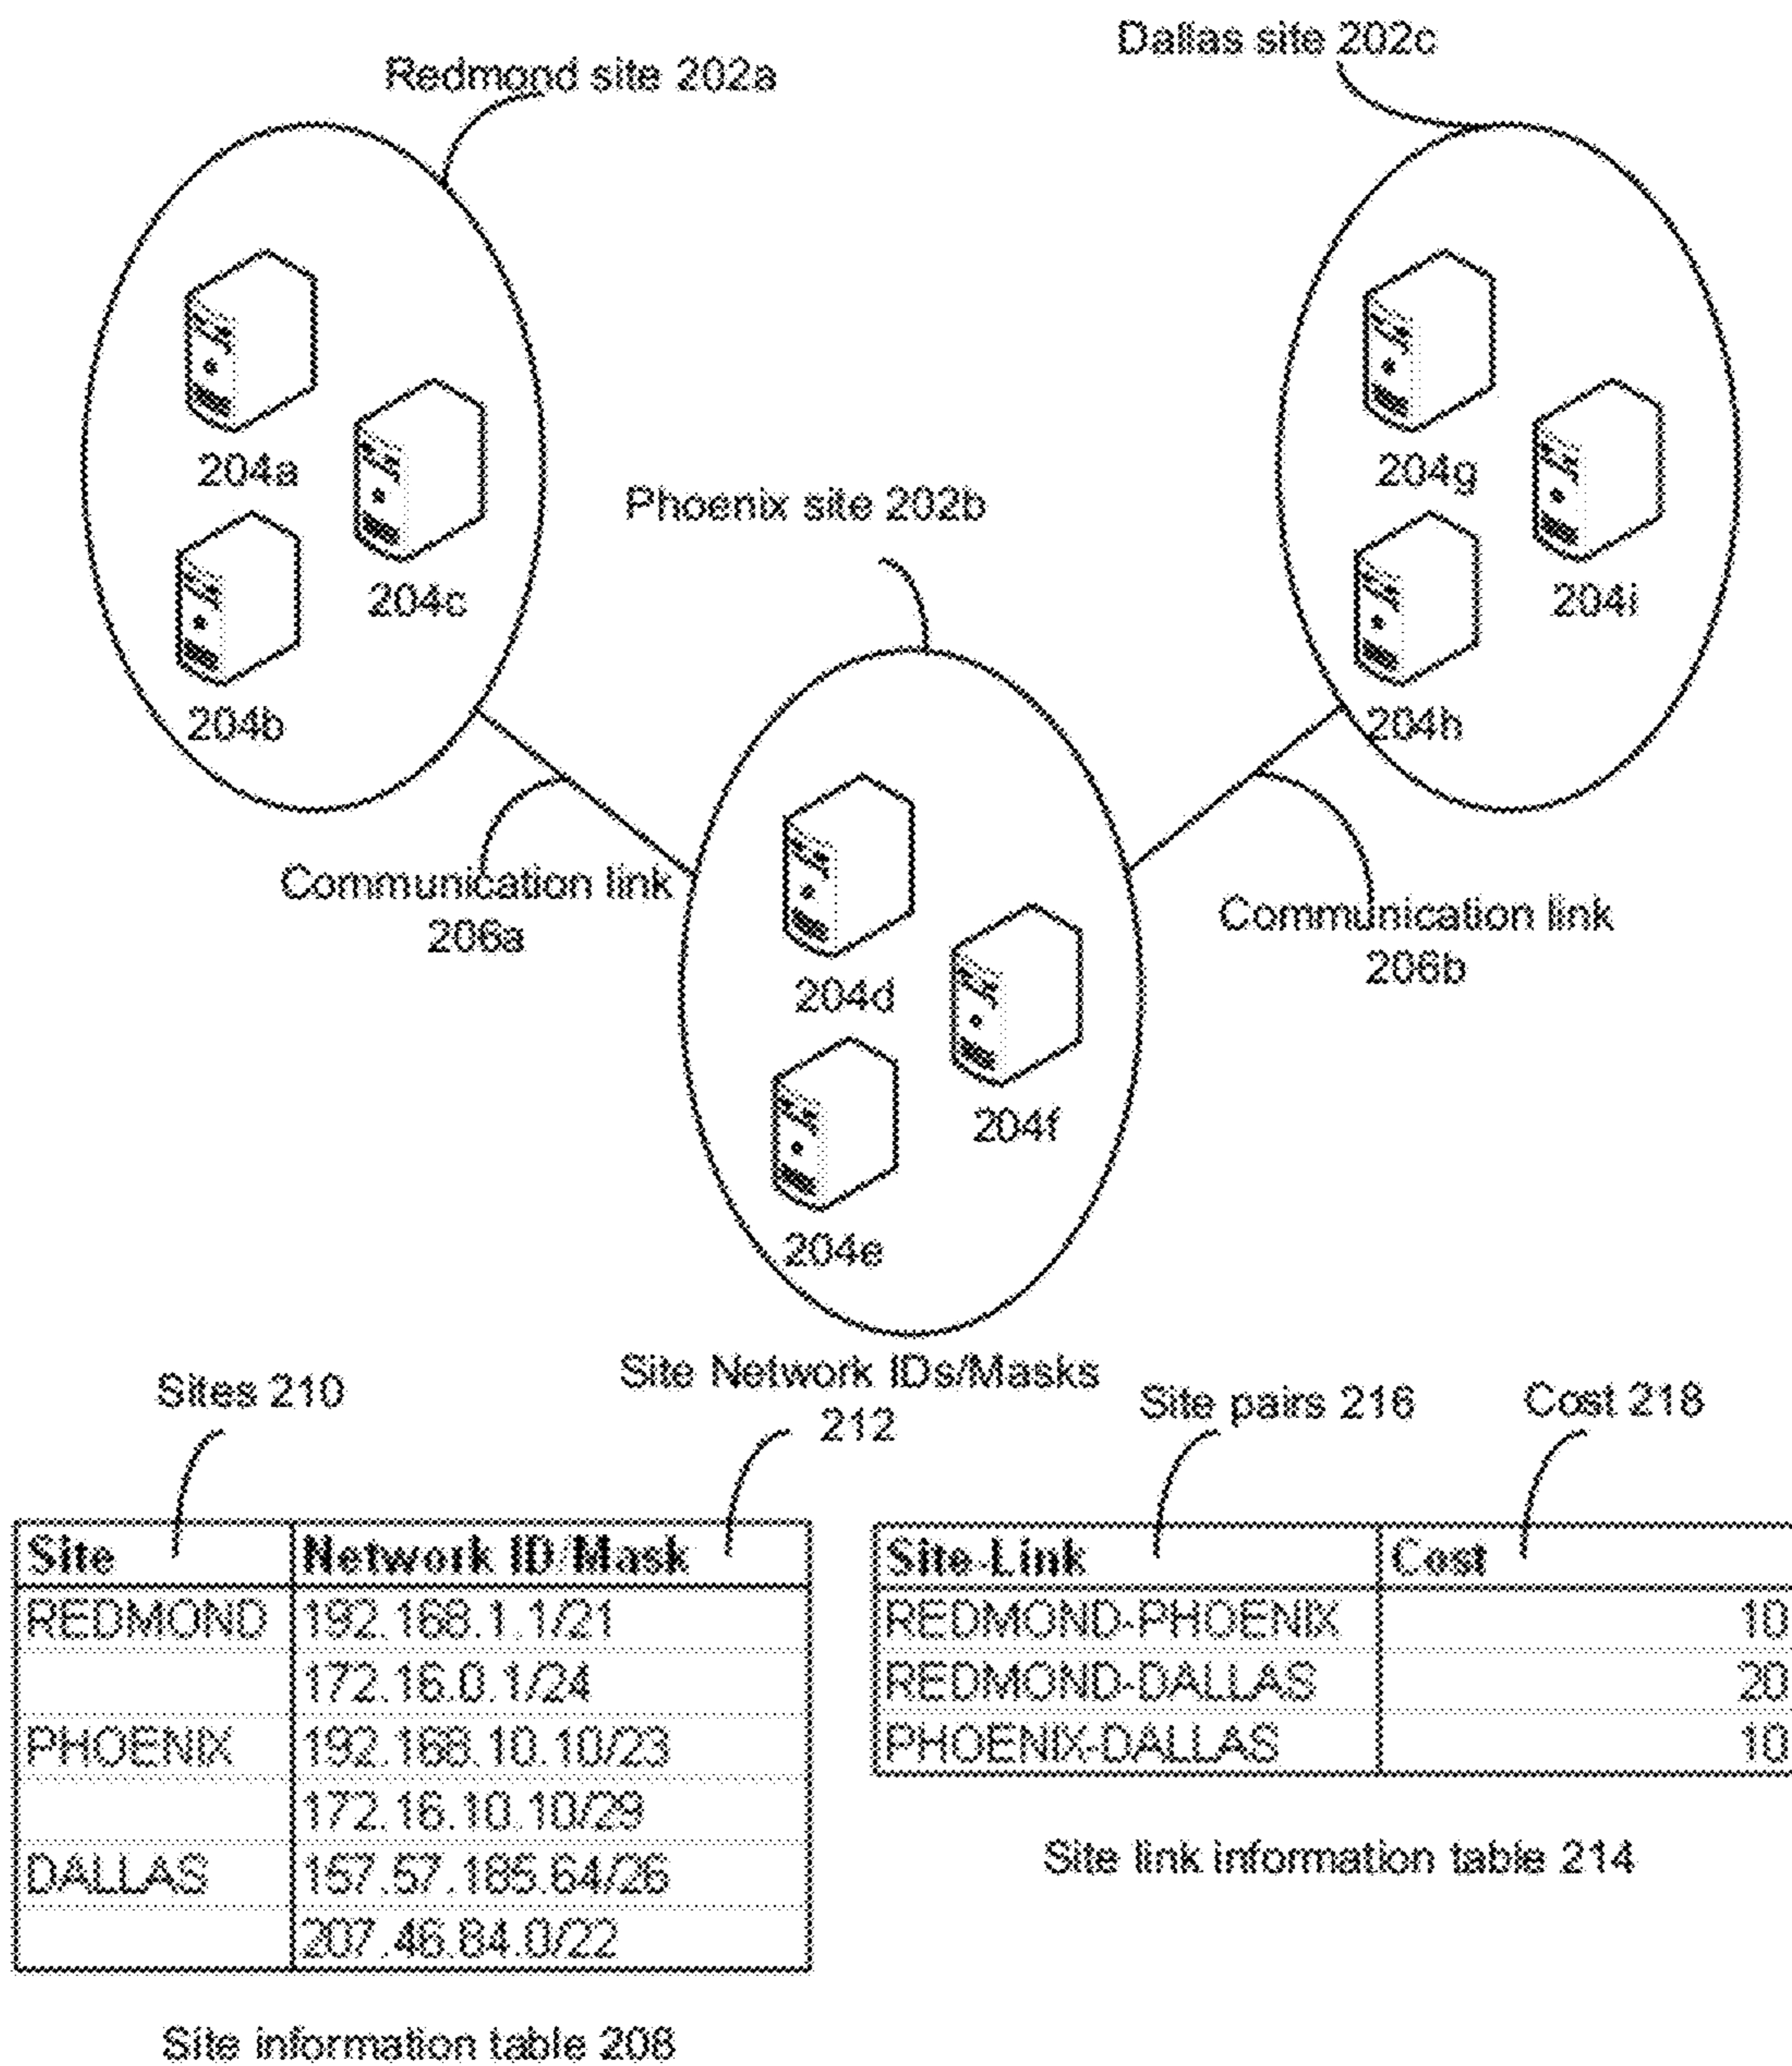 Redmond site 202a
Dallas site 202c
204a
204c
204b
Phoenix site 202b
204g
204i
204h
Communication link
206a
Communication link
206b
204d
204f
204e
Sites 210
Site Network IDs/Masks
212
Site pairs 216
Cost 218
Site Network ID/Mask
REDMOND 192.168.1.1/21
172.16.0.1/24
PHOENIX 192.168.10.10/23
172.16.10.10/29
DALLAS 157.57.185.64/26
207.46.84.0/22
Site information table 208
Site-Link Cost
REDMOND-PHOENIX 10
REDMOND-DALLAS 20
PHOENIX-DALLAS 10
Site link information table 214